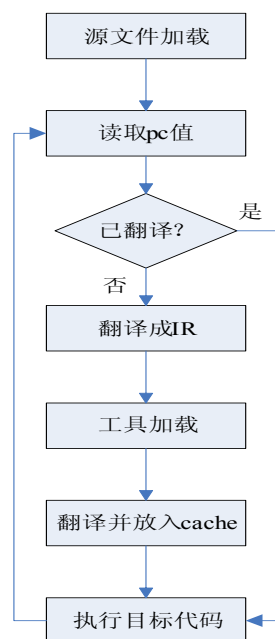 源文件加载
读取pc值
已翻译?
是
否
翻译成IR
工具加载
翻译并放入cache
执行目标代码